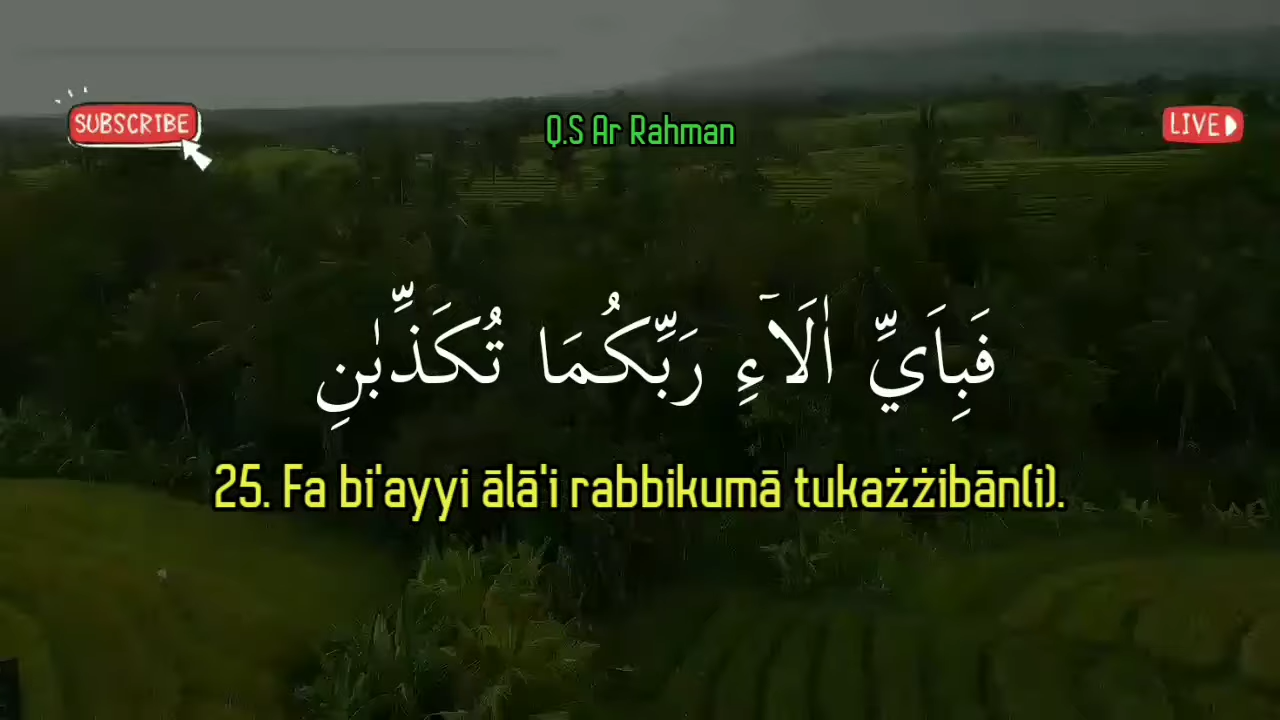 SUBSCRIBE
Q.S Ar Rahman
LIVE
فَبِاَيِّ اٰلَاۤءِ رَبِّكُمَا تُكَذِّبٰنِ
25. Fa bi'ayyi ālā'i rabbikumā tukażżibān(i).